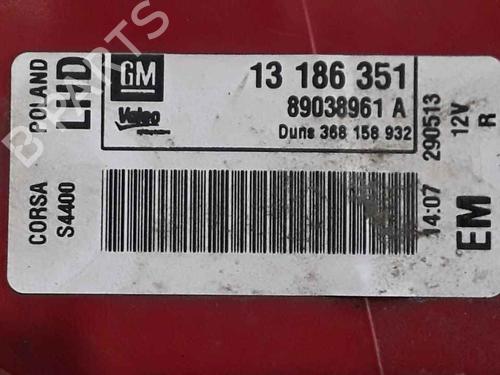 POLAND
LHD
CORSA
S4400
GM
Valeo
13 186 351
89038961 A
Duns 368 158 932
14:07 290513
12V
R
EM
PARTS